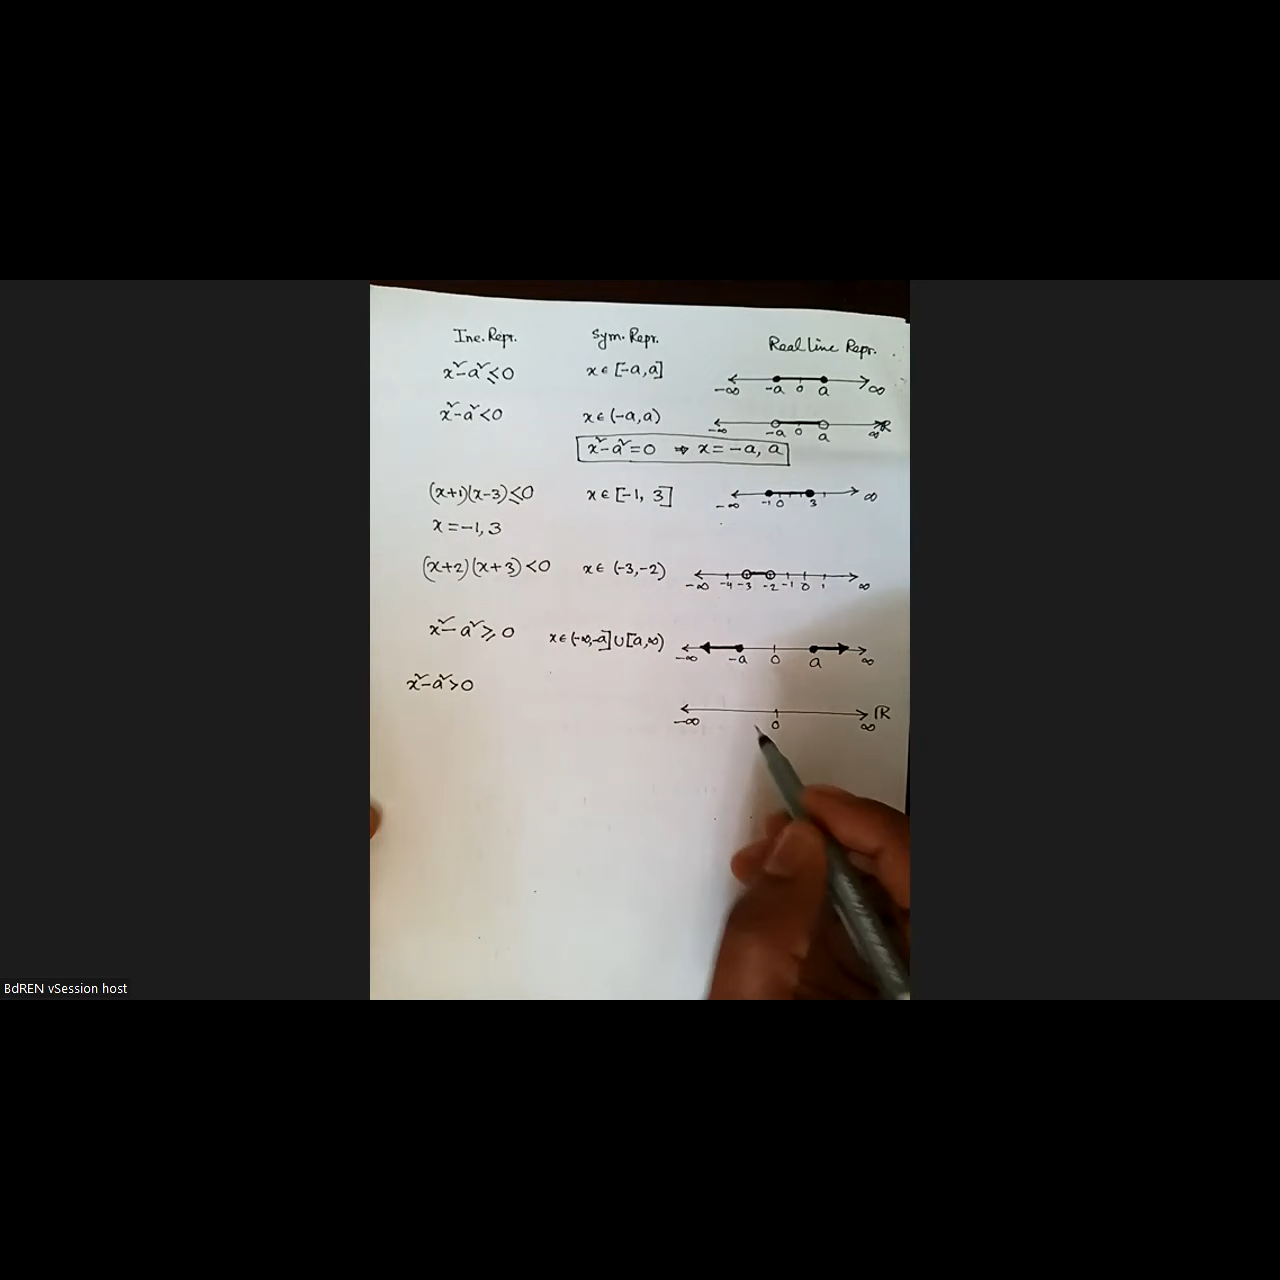 Ine. Repr. Sym. Repr. Real Line Repr.
x²-a² ≤ 0 x ∈ [-a, a] -∞ -a 0 a ∞
x²-a² < 0 x ∈ (-a, a) -∞ -a 0 a ∞
x²-a² = 0 ⇒ x = -a, a
(x+1)(x-3) ≤ 0 x ∈ [-1, 3] -∞ -1 0 3 ∞
x = -1, 3
(x+2)(x+3) < 0 x ∈ (-3, -2) -∞ -4 -3 -2 -1 0 1 ∞
x²-a² ≥ 0 x ∈ (-∞, -a] ∪ [a, ∞) -∞ -a 0 a ∞
x²-a² > 0
-∞ 0 ∞ ℝ
BdREN vSession host